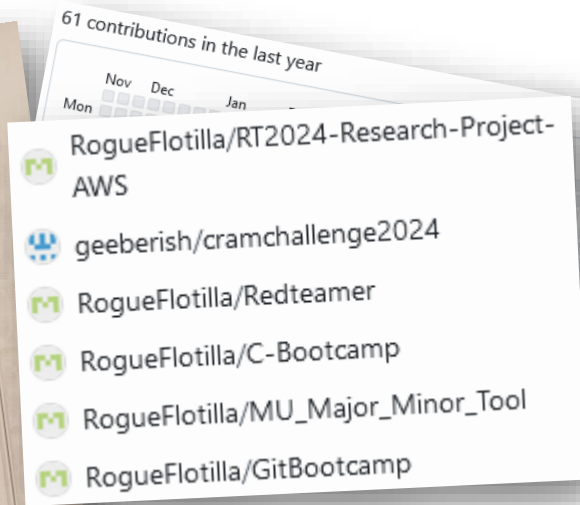 61 contributions in the last year
Nov Dec Jan
Mon
RogueFlotilla/RT2024-Research-Project-
AWS
geeberish/cramchallenge2024
RogueFlotilla/Redteamer
RogueFlotilla/C-Bootcamp
RogueFlotilla/MU_Major_Minor_Tool
RogueFlotilla/GitBootcamp